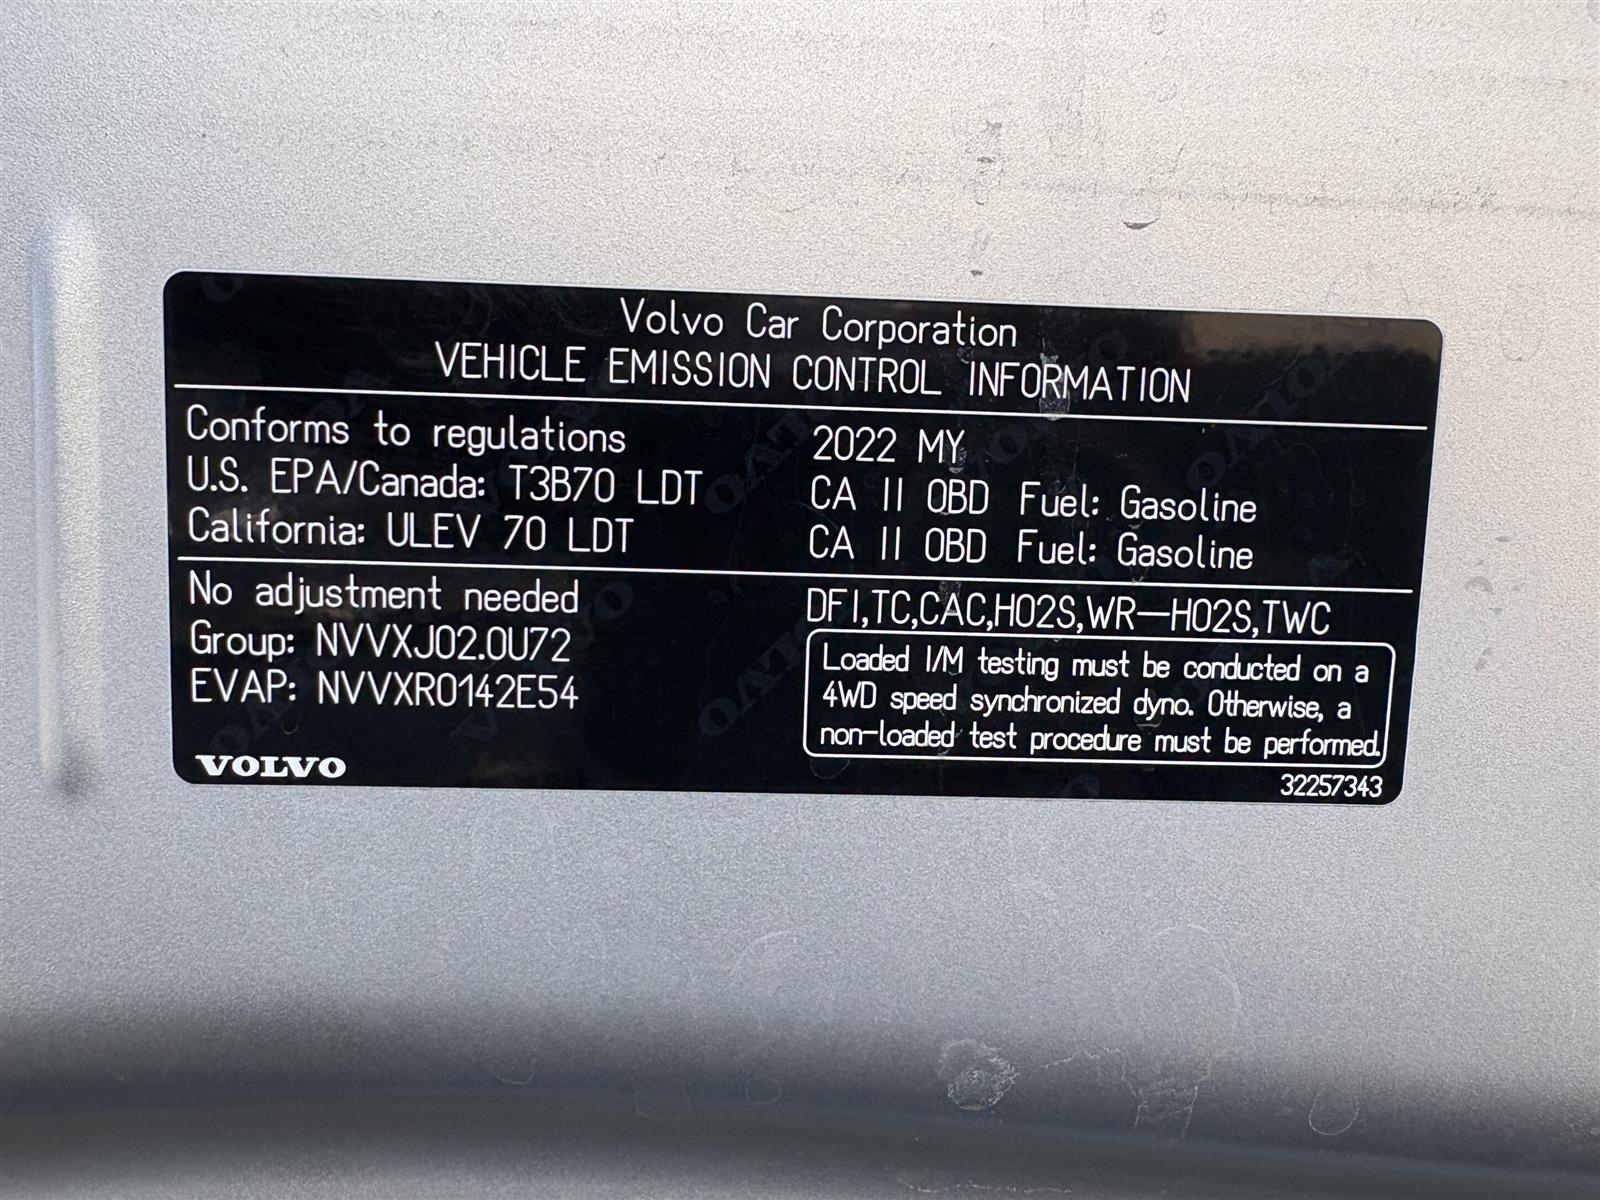 Volvo Car Corporation
VEHICLE EMISSION CONTROL INFORMATION
Conforms to regulations 2022 MY
U.S. EPA/Canada: T3B70 LDT CA II OBD Fuel: Gasoline
California: ULEV 70 LDT CA II OBD Fuel: Gasoline
No adjustment needed
Group: NVVXJ02.0U72
EVAP: NVVXR0142E54
VOLVO
DFI,TC,CAC,HO2S,WR-HO2S,TWC
Loaded I/M testing must be conducted on a
4WD speed synchronized dyno. Otherwise, a
non-loaded test procedure must be performed.
32257343